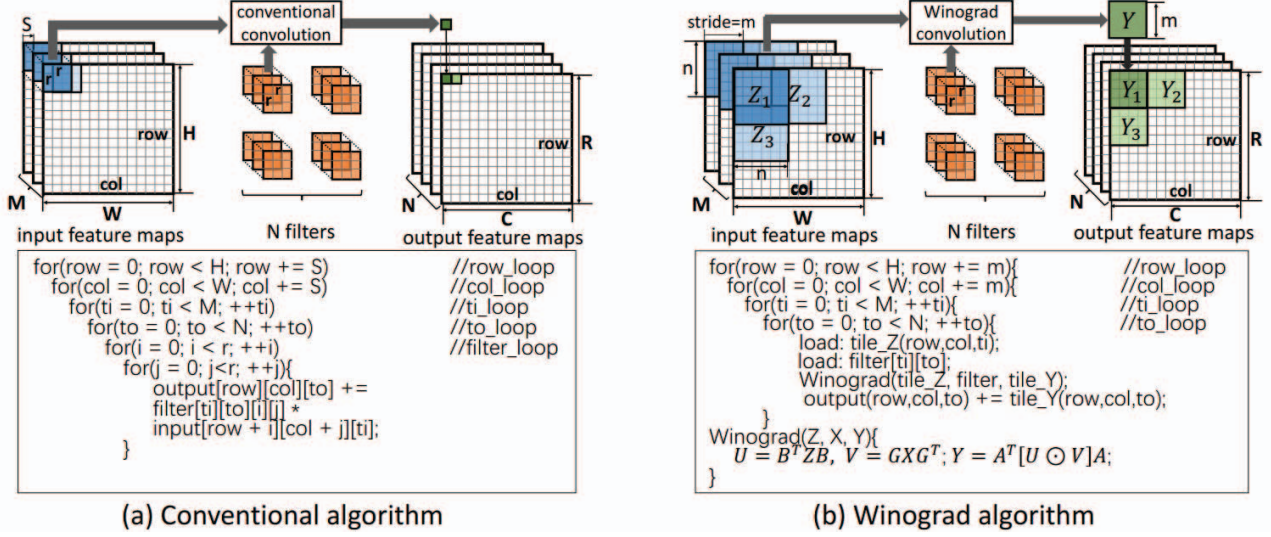 S
conventional
convolution
r
r
r
r
H
row
col
M
W
input feature maps
N filters
row
R
col
N
C
output feature maps
for(row = 0; row < H; row += S) //row_loop
for(col = 0; col < W; col += S) //col_loop
for(ti = 0; ti < M; ++ti) //ti_loop
for(to = 0; to < N; ++to) //to_loop
for(i = 0; i < r; ++i) //filter_loop
for(j = 0; j<r; ++j){
output[row][col][to] +=
filter[ti][to][i][j] *
input[row + i][col + j][ti];
}
(a) Conventional algorithm
stride=m
Winograd
convolution
Y
m
n
Z₁ Z₂
Z₃
n
r
r
H
row
col
M
W
input feature maps
N filters
Y₁ Y₂
Y₃
row
R
col
N
C
output feature maps
for(row = 0; row < H; row += m){ //row_loop
for(col = 0; col < W; col += m){ //col_loop
for(ti = 0; ti < M; ++ti){ //ti_loop
for(to = 0; to < N; ++to){ //to_loop
load: tile_Z(row,col,ti);
load: filter[ti][to];
Winograd(tile_Z, filter, tile_Y);
output(row,col,to) += tile_Y(row,col,to);
}
Winograd(Z, X, Y){
U = BᵀZB, V = GXGᵀ; Y = Aᵀ[U ⊙ V]A;
}
(b) Winograd algorithm